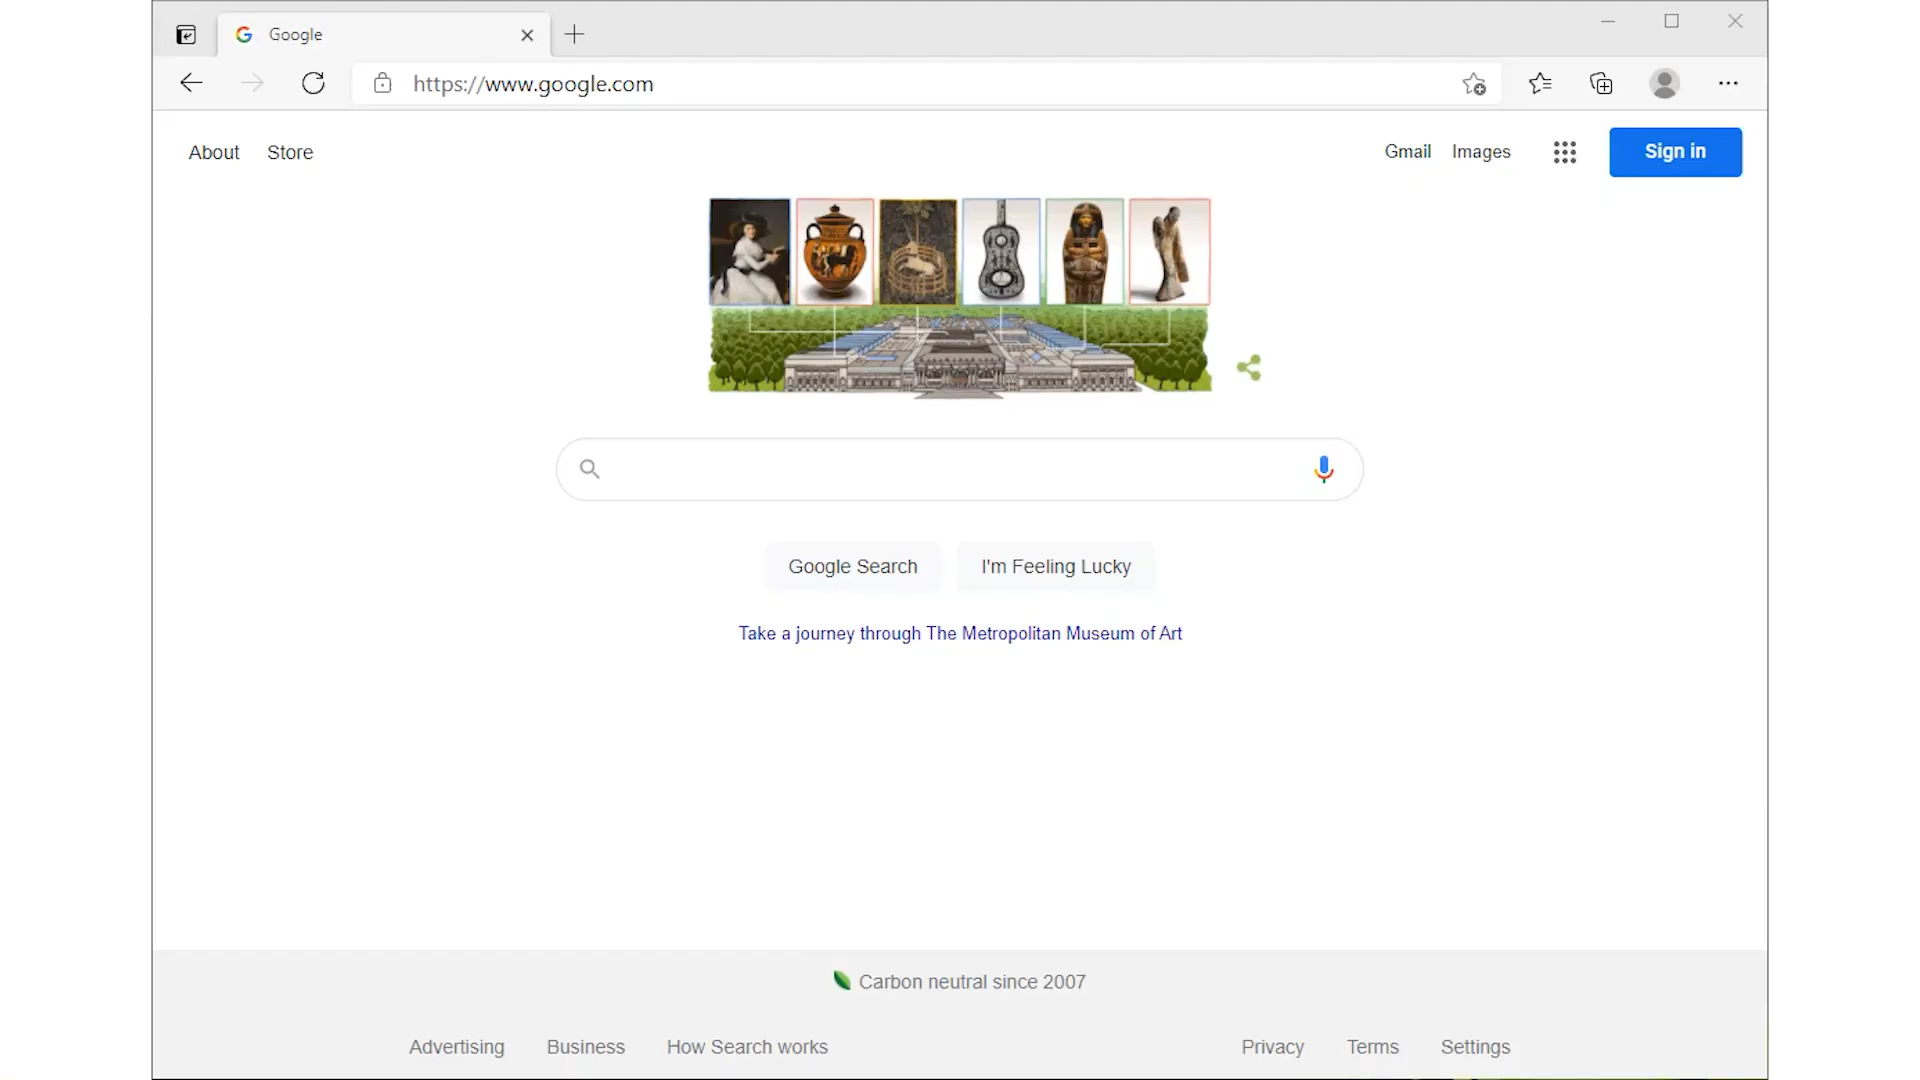 Google
https://www.google.com
About Store
Gmail Images
Sign in
Google Search
I'm Feeling Lucky
Take a journey through The Metropolitan Museum of Art
Carbon neutral since 2007
Advertising Business How Search works
Privacy Terms Settings